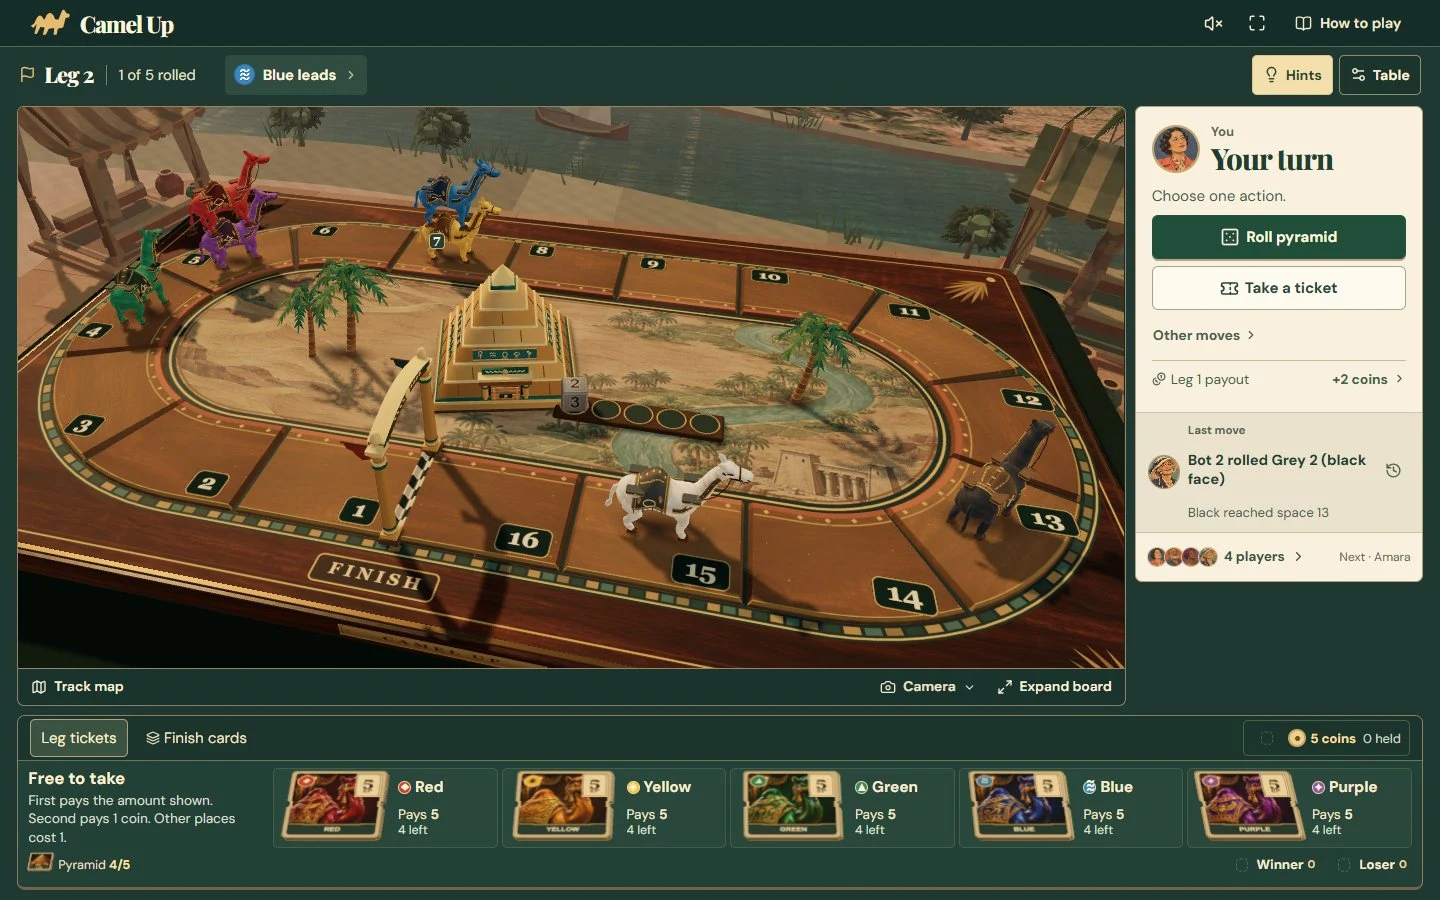 Camel Up
How to play
Leg 2
1 of 5 rolled
Blue leads
Hints
Table
You
Your turn
Choose one action.
Roll pyramid
Take a ticket
Other moves
Leg 1 payout
+2 coins
Last move
Bot 2 rolled Grey 2 (black
face)
Black reached space 13
4 players
Next · Amara
6
7
8
9
10
5
11
4
2
3
12
3
2
1
13
16
15
14
FINISH
CAMEL UP
Track map
Camera
Expand board
Leg tickets
Finish cards
5 coins
0 held
Free to take
First pays the amount shown.
Second pays 1 coin. Other places
cost 1.
Pyramid 4/5
5
RED
Red
Pays 5
4 left
5
YELLOW
Yellow
Pays 5
4 left
5
GREEN
Green
Pays 5
4 left
5
BLUE
Blue
Pays 5
4 left
5
PURPLE
Purple
Pays 5
4 left
Winner 0
Loser 0